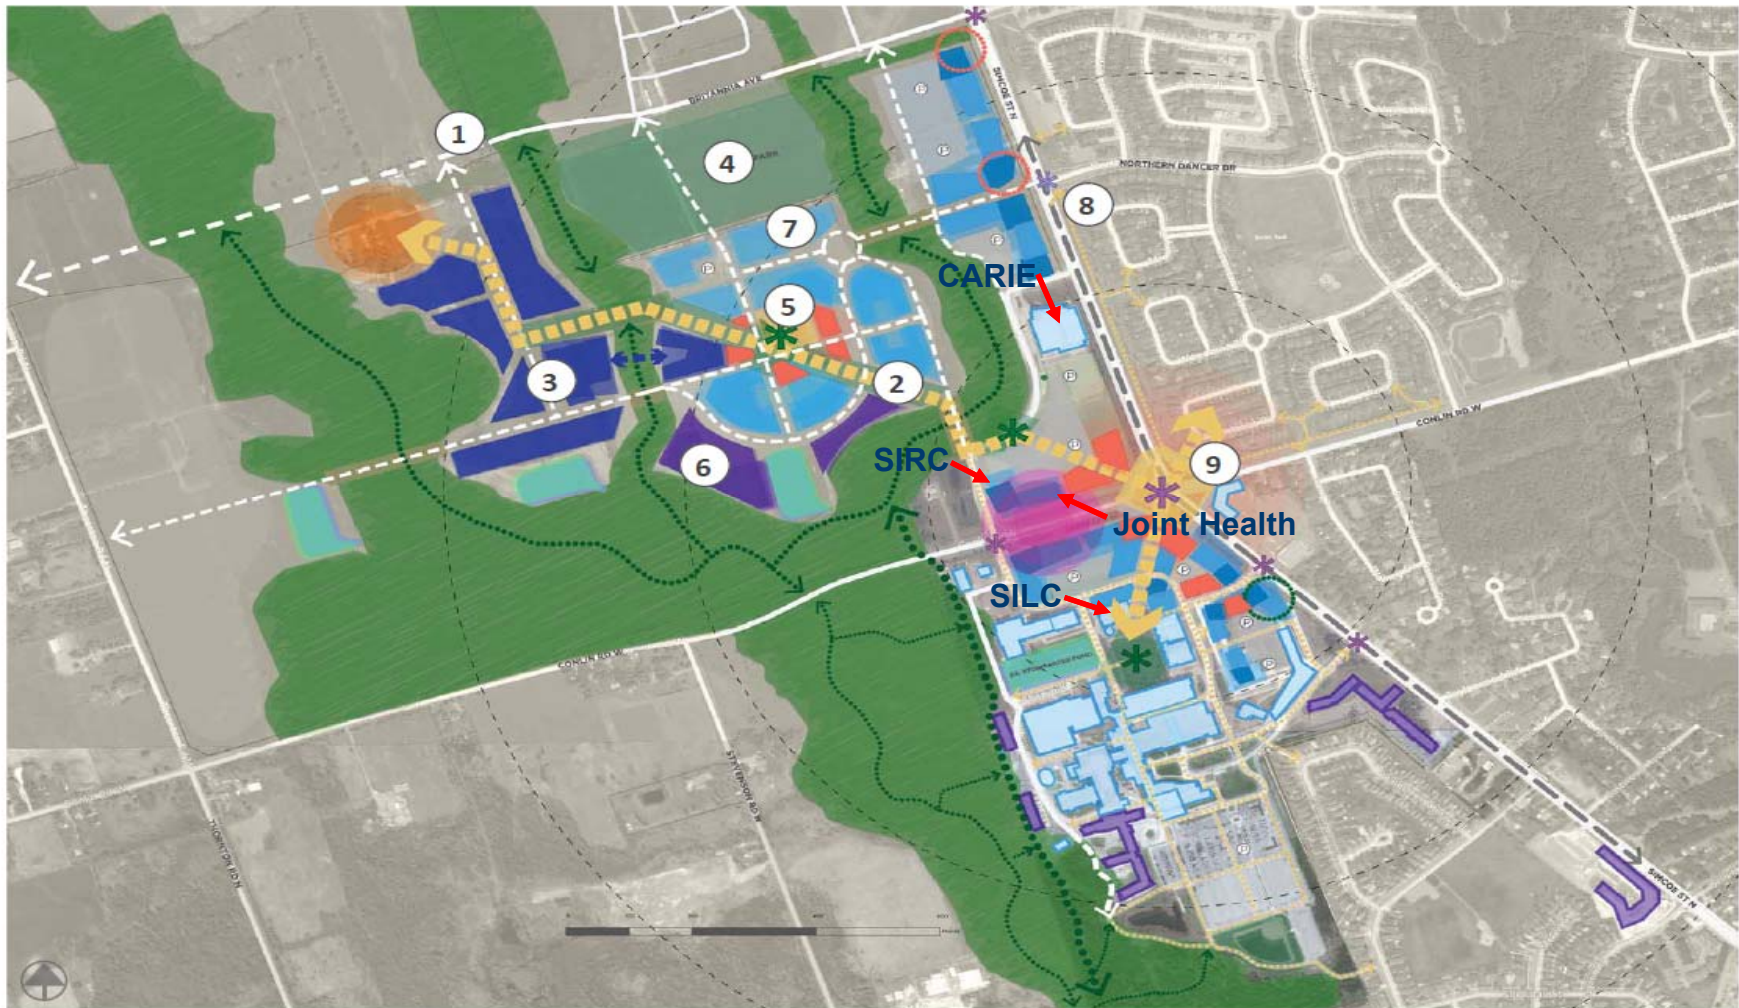 SIMCOE ST N
BRITANNIA AVE
1
4
PARK
NORTHERN DANCER DR
8
7
CARIE
5
3
2
CONLIN RD W
SIRC
6
9
Joint Health
SILC
CONLIN RD W
STEVENSON RD N
THORNTON RD N
SIMCOE ST N
P
P
P
P
P
P
P
P
P
P
P